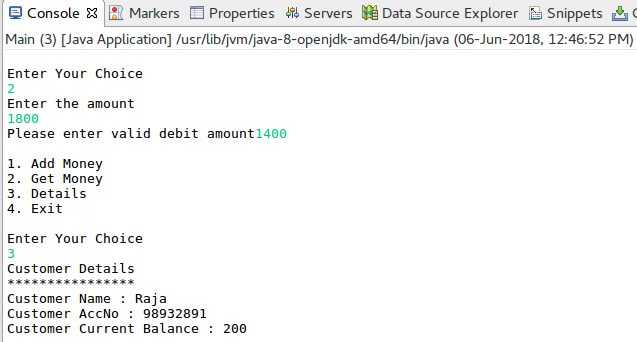 Console Markers Properties Servers Data Source Explorer Snippets
Main (3) [Java Application] /usr/lib/jvm/java-8-openjdk-amd64/bin/java (06-Jun-2018, 12:46:52 PM)
Enter Your Choice
2
Enter the amount
1800
Please enter valid debit amount1400
1. Add Money
2. Get Money
3. Details
4. Exit
Enter Your Choice
3
Customer Details
****************
Customer Name : Raja
Customer AccNo : 98932891
Customer Current Balance : 200